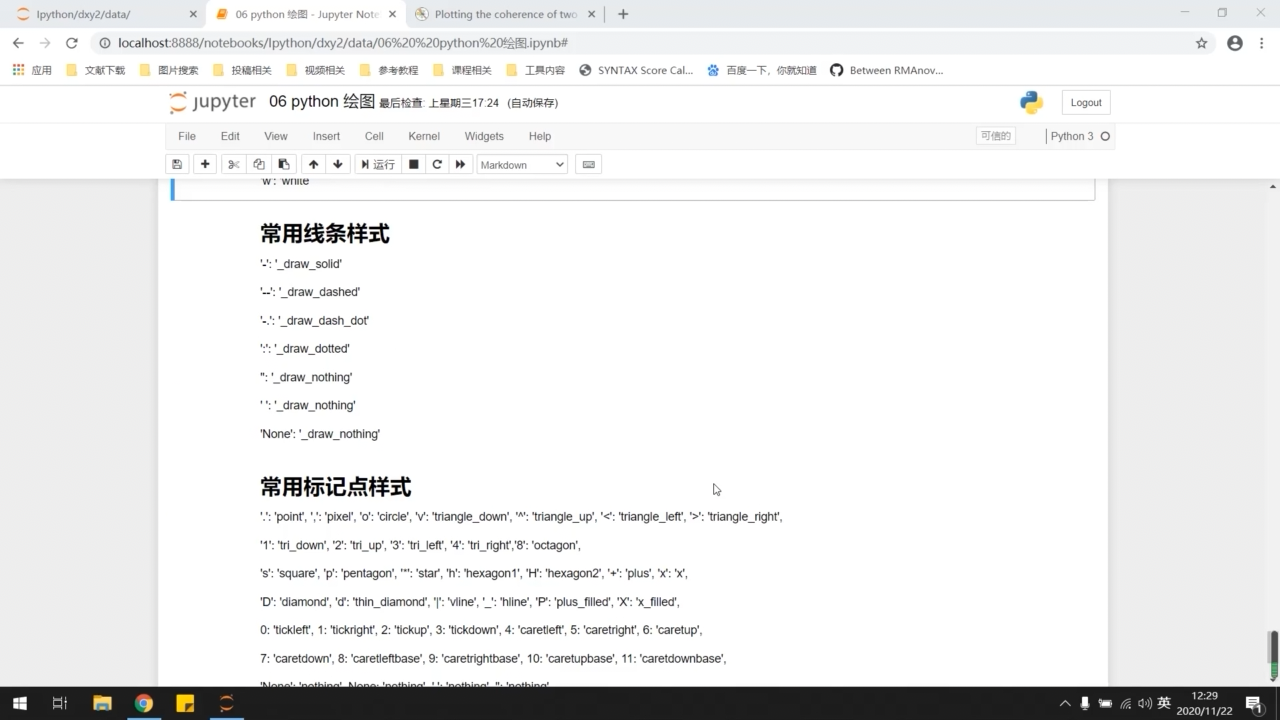 lpython/dxy2/data/
06 python 绘图 - Jupyter Note
Plotting the coherence of two
localhost:8888/notebooks/lpython/dxy2/data/06%20%20python%20绘图.ipynb#
应用 文献下载 图片搜索 投稿相关 视频相关 参考教程 课程相关 工具内容 SYNTAX Score Cal... 百度一下，你就知道 Between RMAnov...
jupyter 06 python 绘图 最后检查: 上星期三17:24 (自动保存) Logout
File Edit View Insert Cell Kernel Widgets Help 可信的 Python 3
运行 Markdown
'w': 'white'
常用线条样式
'-': '_draw_solid'
'--': '_draw_dashed'
'-.': '_draw_dash_dot'
':': '_draw_dotted'
'': '_draw_nothing'
' ': '_draw_nothing'
'None': '_draw_nothing'
常用标记点样式
'.': 'point', ',': 'pixel', 'o': 'circle', 'v': 'triangle_down', '^': 'triangle_up', '<': 'triangle_left', '>': 'triangle_right',
'1': 'tri_down', '2': 'tri_up', '3': 'tri_left', '4': 'tri_right','8': 'octagon',
's': 'square', 'p': 'pentagon', '*': 'star', 'h': 'hexagon1', 'H': 'hexagon2', '+': 'plus', 'x': 'x',
'D': 'diamond', 'd': 'thin_diamond', '|': 'vline', '_': 'hline', 'P': 'plus_filled', 'X': 'x_filled',
0: 'tickleft', 1: 'tickright', 2: 'tickup', 3: 'tickdown', 4: 'caretleft', 5: 'caretright', 6: 'caretup',
7: 'caretdown', 8: 'caretleftbase', 9: 'caretrightbase', 10: 'caretupbase', 11: 'caretdownbase',
'None': 'nothing', None: 'nothing', ' ': 'nothing', '': 'nothing'
英 12:29
2020/11/22 1